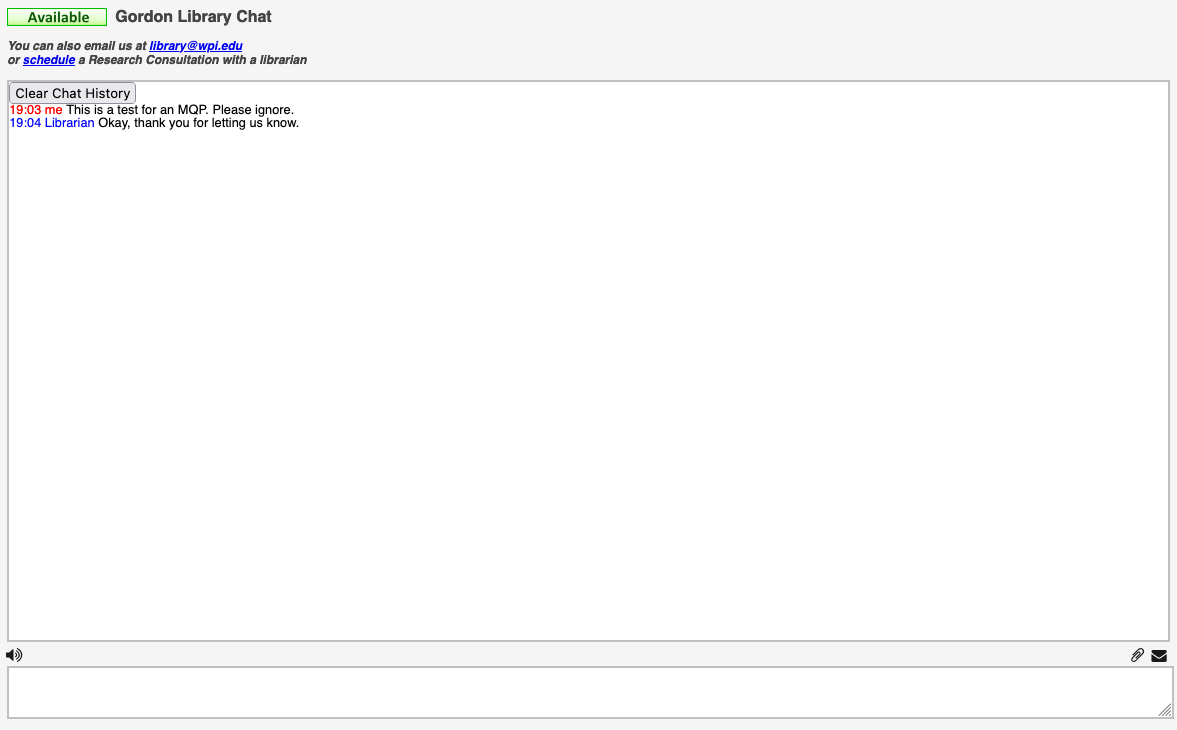 Available Gordon Library Chat
You can also email us at library@wpi.edu
or schedule a Research Consultation with a librarian
Clear Chat History
19:03 me This is a test for an MQP. Please ignore.
19:04 Librarian Okay, thank you for letting us know.